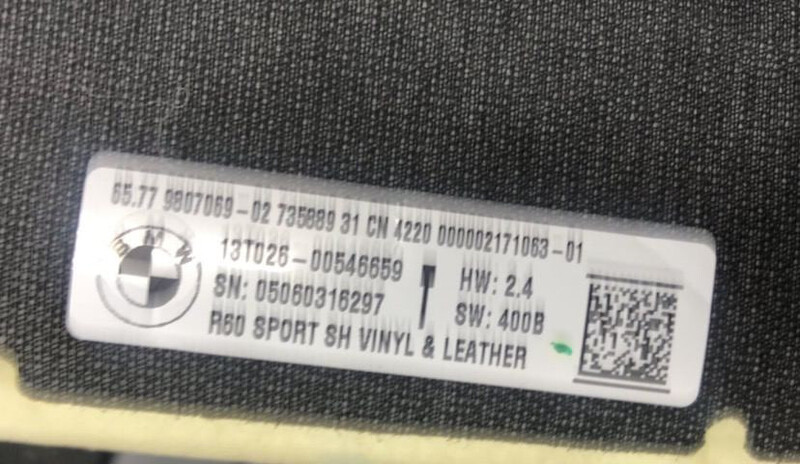 65.77 9807069-02 735889 31 CN 4220 000002171063-01
BMW
13T026-00546659
SN: 05060316297
HW: 2.4
SW: 400B
R60 SPORT SH VINYL & LEATHER